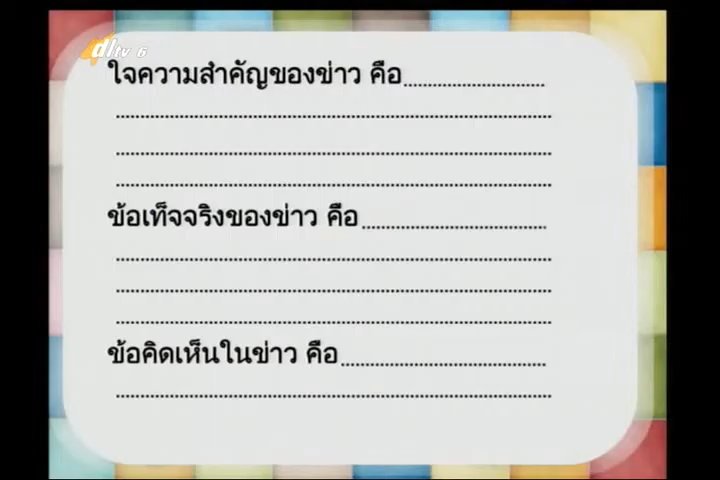 dltv 6
ใจความสำคัญของข่าว คือ..............................
................................................................................
................................................................................
................................................................................
ข้อเท็จจริงของข่าว คือ........................................
................................................................................
................................................................................
................................................................................
ข้อคิดเห็นในข่าว คือ...........................................
................................................................................